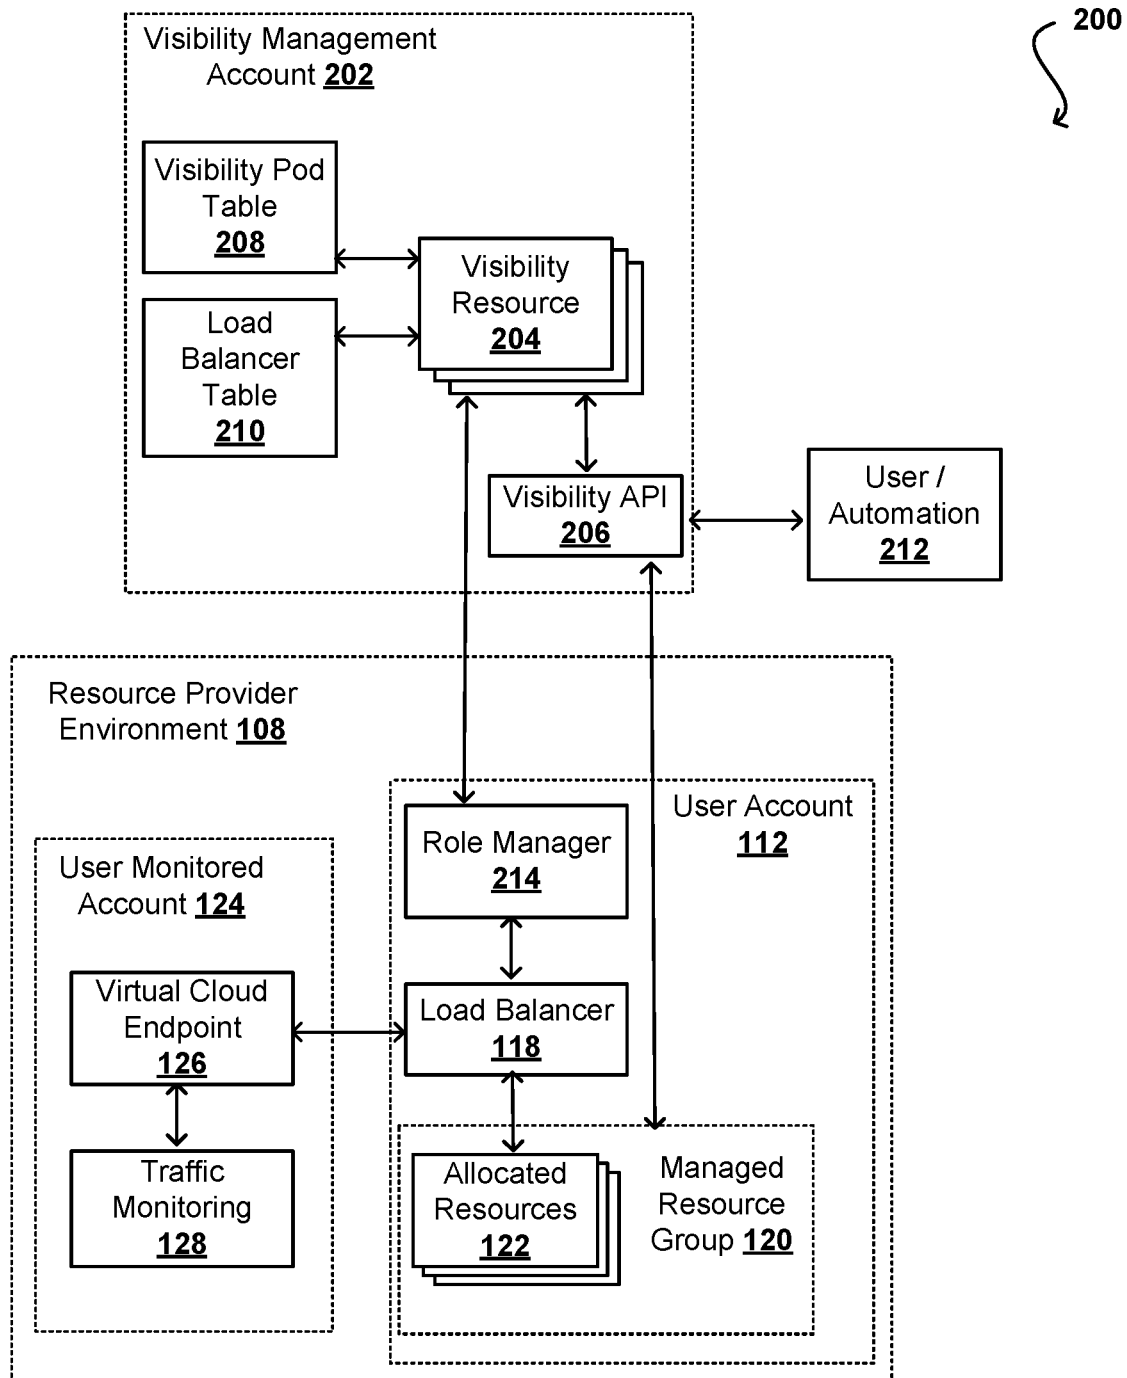 200
Visibility Management
Account 202
Visibility Pod
Table
208
Visibility
Resource
204
Load
Balancer
Table
210
Visibility API
206
User /
Automation
212
Resource Provider
Environment 108
User Account
112
Role Manager
214
User Monitored
Account 124
Virtual Cloud
Endpoint
126
Load Balancer
118
Traffic
Monitoring
128
Allocated
Resources
122
Managed
Resource
Group 120